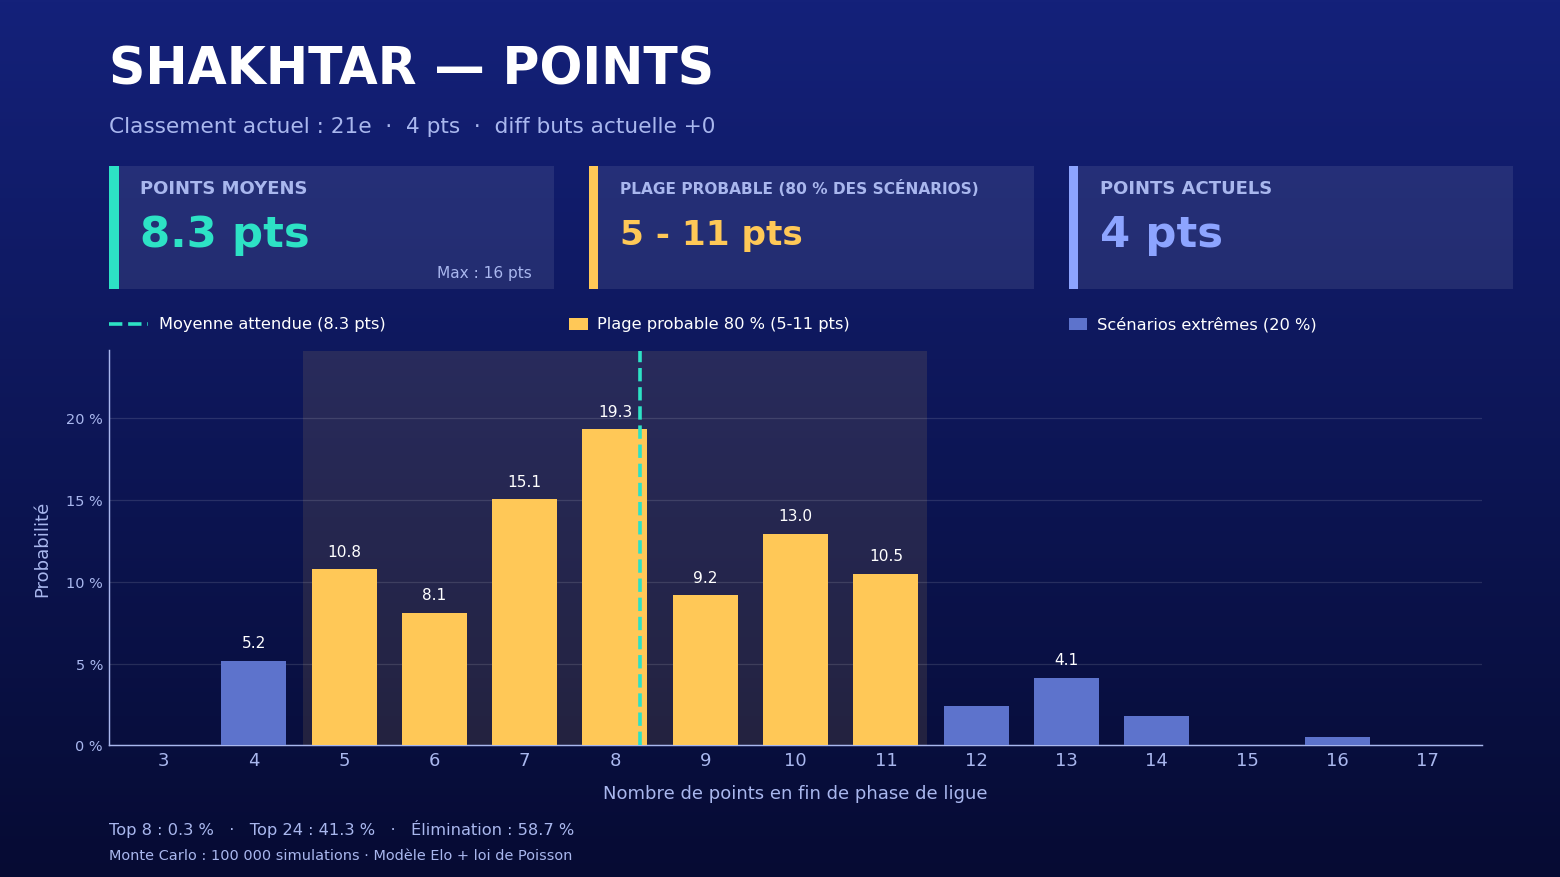 SHAKHTAR — POINTS
Classement actuel : 21e · 4 pts · diff buts actuelle +0
POINTS MOYENS
8.3 pts
Max : 16 pts
PLAGE PROBABLE (80 % DES SCÉNARIOS)
5 - 11 pts
POINTS ACTUELS
4 pts
Moyenne attendue (8.3 pts)
Plage probable 80 % (5-11 pts)
Scénarios extrêmes (20 %)
Probabilité
20 %
15 %
10 %
5 %
0 %
5.2
10.8
8.1
15.1
19.3
9.2
13.0
10.5
4.1
3 4 5 6 7 8 9 10 11 12 13 14 15 16 17
Nombre de points en fin de phase de ligue
Top 8 : 0.3 % · Top 24 : 41.3 % · Élimination : 58.7 %
Monte Carlo : 100 000 simulations · Modèle Elo + loi de Poisson